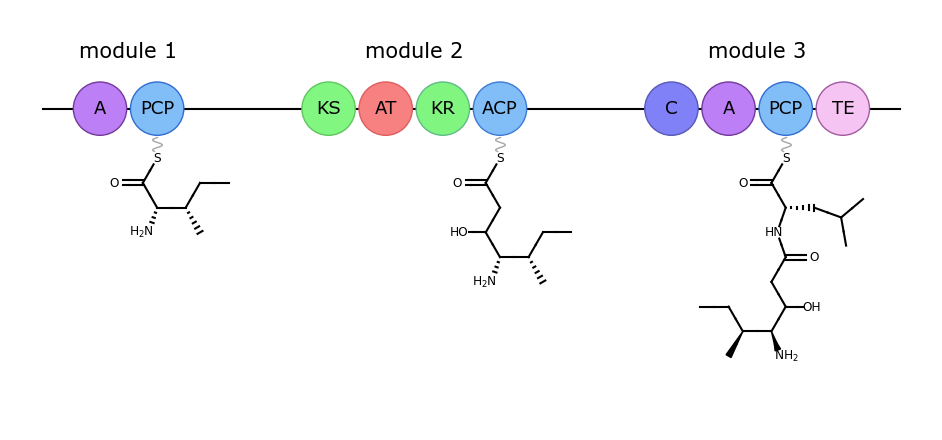 module 1 module 2 module 3
A PCP KS AT KR ACP C A PCP TE
S S S
O O O
H₂N HO HN
H₂N O
OH
NH₂